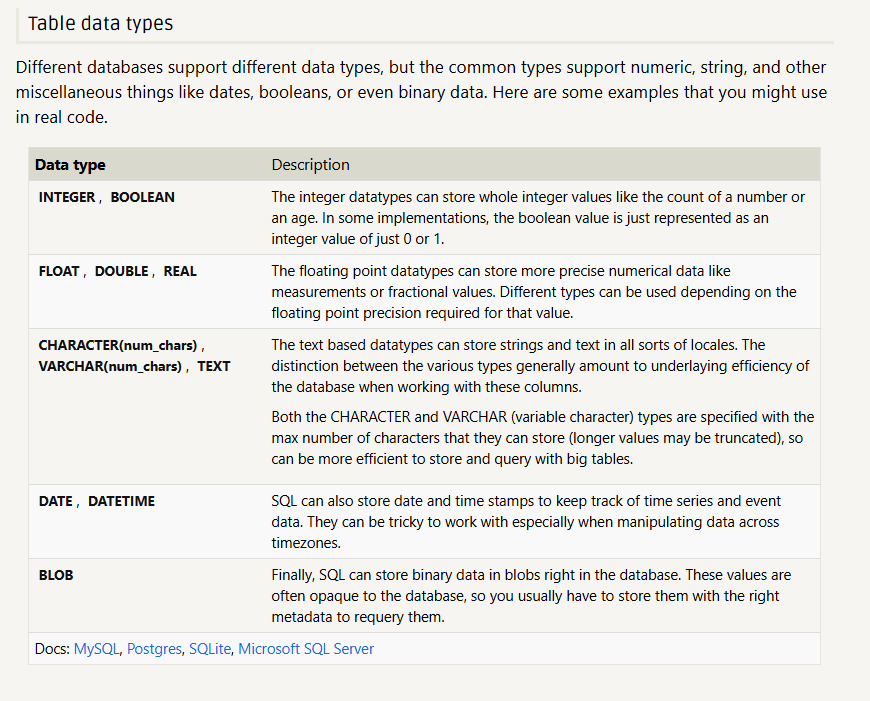 Table data types
Different databases support different data types, but the common types support numeric, string, and other
miscellaneous things like dates, booleans, or even binary data. Here are some examples that you might use
in real code.
Data type Description
INTEGER , BOOLEAN The integer datatypes can store whole integer values like the count of a number or
an age. In some implementations, the boolean value is just represented as an
integer value of just 0 or 1.
FLOAT , DOUBLE , REAL The floating point datatypes can store more precise numerical data like
measurements or fractional values. Different types can be used depending on the
floating point precision required for that value.
CHARACTER(num_chars) , The text based datatypes can store strings and text in all sorts of locales. The
VARCHAR(num_chars) , TEXT distinction between the various types generally amount to underlaying efficiency of
the database when working with these columns.
Both the CHARACTER and VARCHAR (variable character) types are specified with the
max number of characters that they can store (longer values may be truncated), so
can be more efficient to store and query with big tables.
DATE , DATETIME SQL can also store date and time stamps to keep track of time series and event
data. They can be tricky to work with especially when manipulating data across
timezones.
BLOB Finally, SQL can store binary data in blobs right in the database. These values are
often opaque to the database, so you usually have to store them with the right
metadata to requery them.
Docs: MySQL, Postgres, SQLite, Microsoft SQL Server